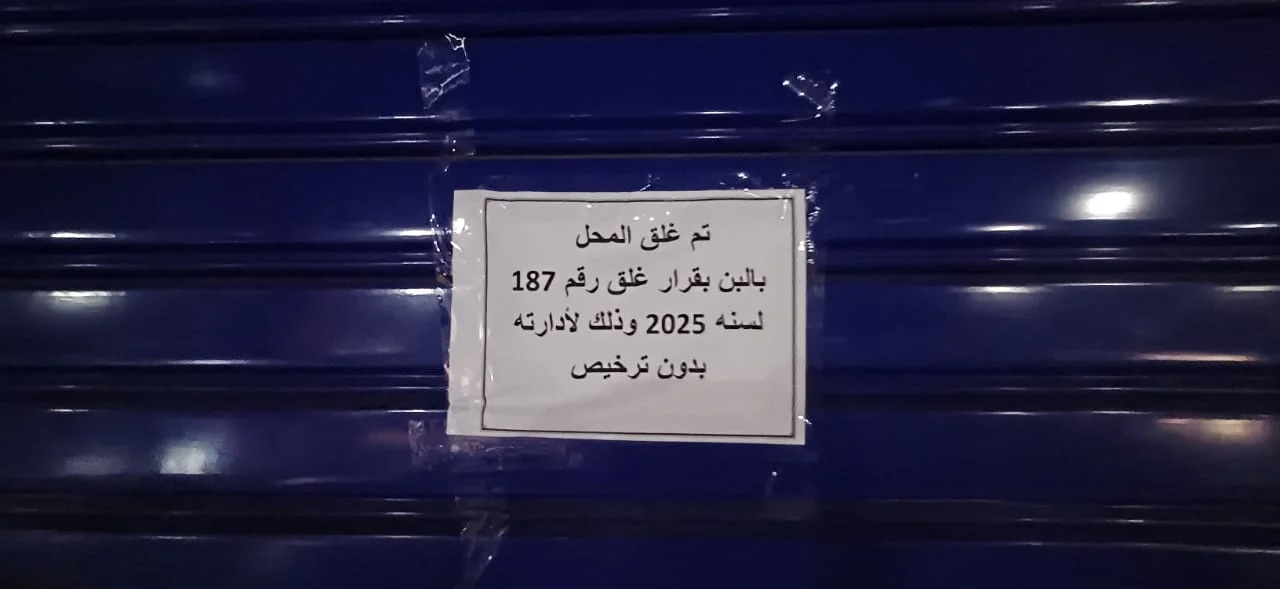 تم غلق المحل
بالبن بقرار غلق رقم 187
لسنه 2025 وذلك لأدارته
بدون ترخيص